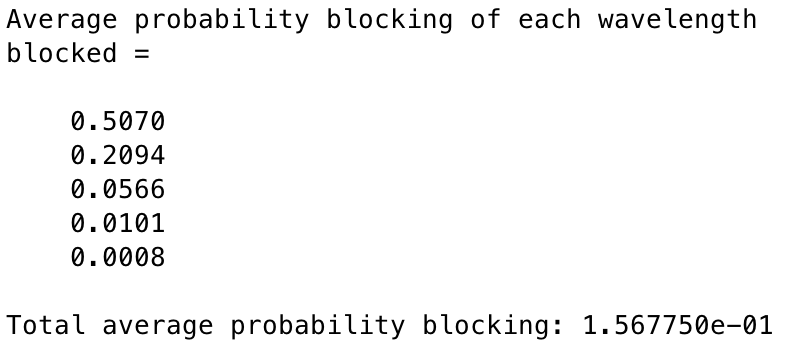 Average probability blocking of each wavelength
blocked =
0.5070
0.2094
0.0566
0.0101
0.0008
Total average probability blocking: 1.567750e-01